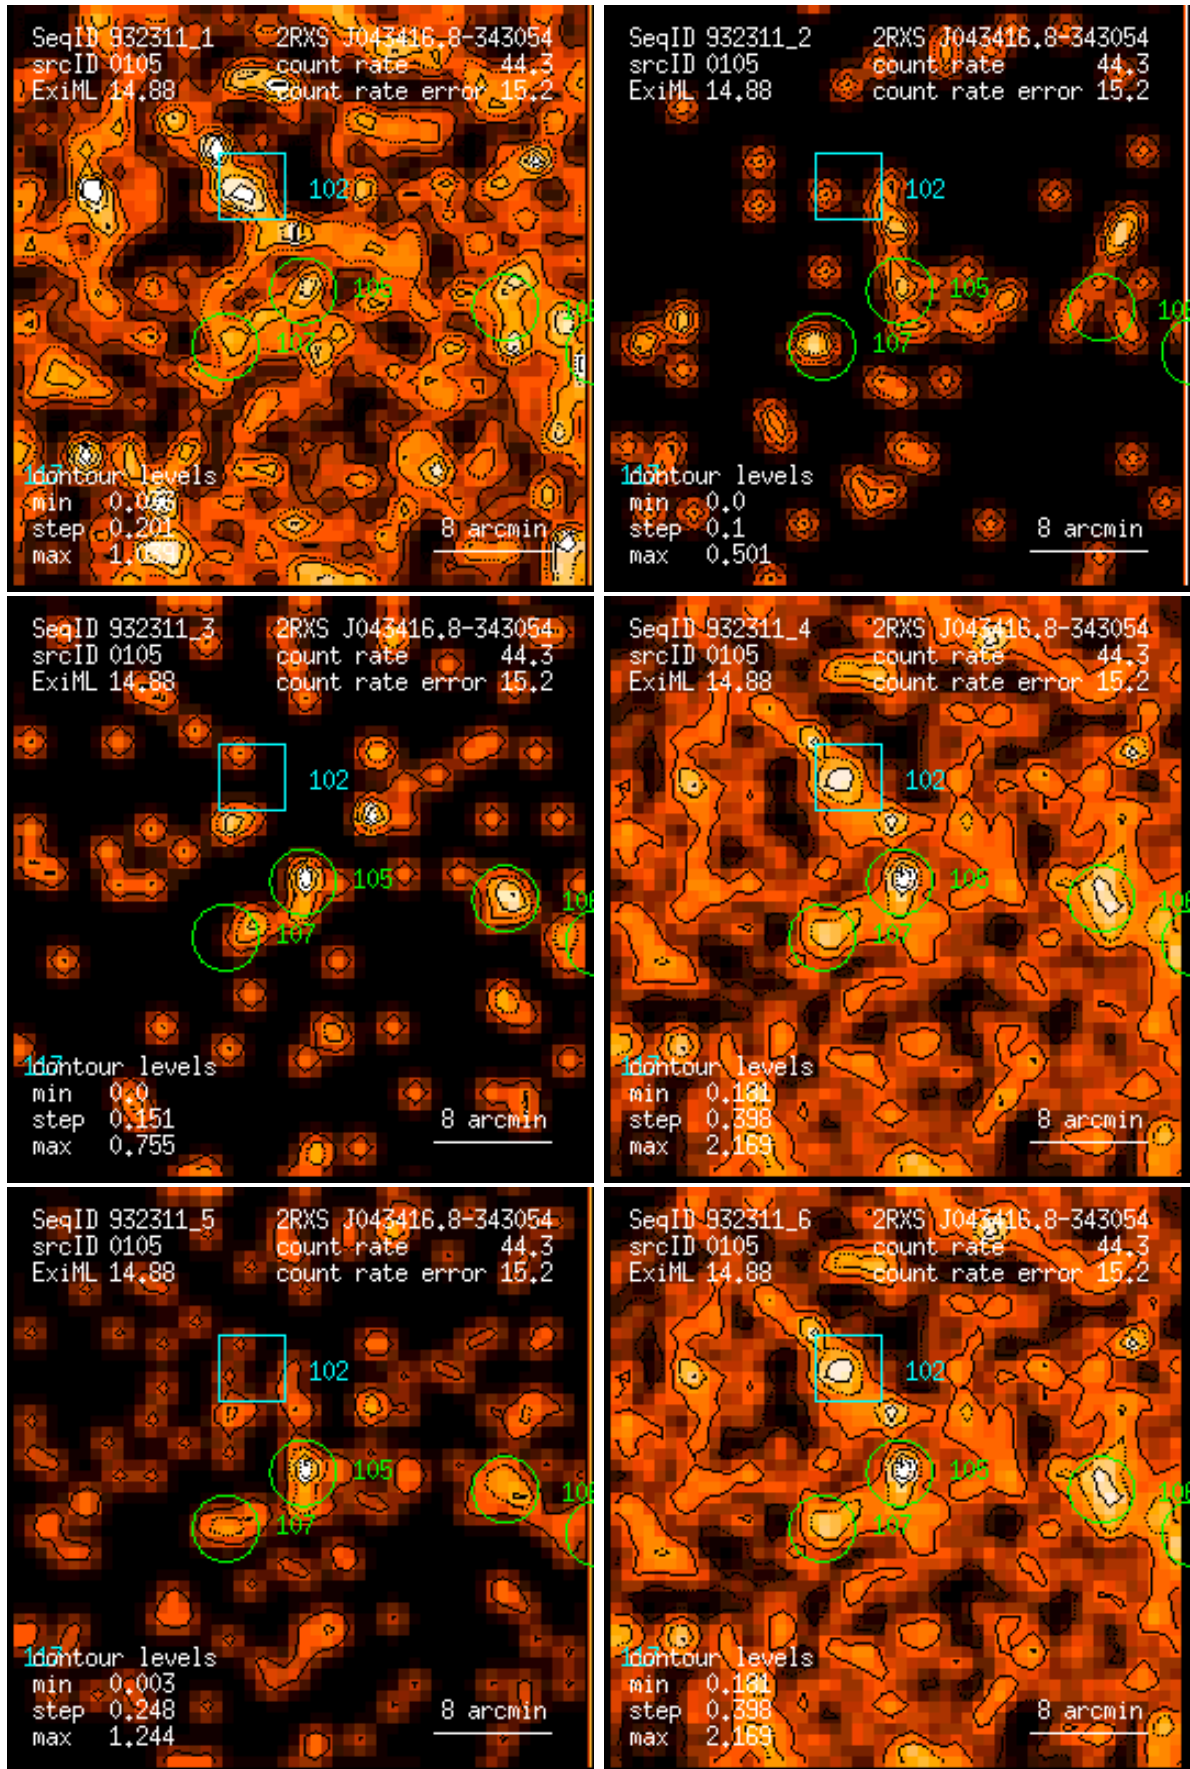 SeqID 932311_1 2RXS J043416.8-343054
srcID 0105 count rate 44.3
ExiML 14.88 count rate error 15.2
102
105
107
contour levels
min
step 0.201
max
8 arcmin
SeqID 932311_2 2RXS J043416.8-343054
srcID 0105 count rate 44.3
ExiML 14.88 count rate error 15.2
102
105
107
contour levels
min 0.0
step 0.1
max 0.501
8 arcmin
SeqID 932311_3 2RXS J043416.8-343054
srcID 0105 count rate 44.3
ExiML 14.88 count rate error 15.2
102
105
107
contour levels
min 0.0
step 0.151
max 0.755
8 arcmin
SeqID 932311_4 2RXS J043416.8-343054
srcID 0105 count rate 44.3
ExiML 14.88 count rate error 15.2
102
105
107
contour levels
min 0.181
step 0.398
max 2.169
8 arcmin
SeqID 932311_5 2RXS J043416.8-343054
srcID 0105 count rate 44.3
ExiML 14.88 count rate error 15.2
102
105
107
contour levels
min 0.003
step 0.248
max 1.244
8 arcmin
SeqID 932311_6 2RXS J043416.8-343054
srcID 0105 count rate 44.3
ExiML 14.88 count rate error 15.2
102
105
107
contour levels
min 0.181
step 0.398
max 2.169
8 arcmin